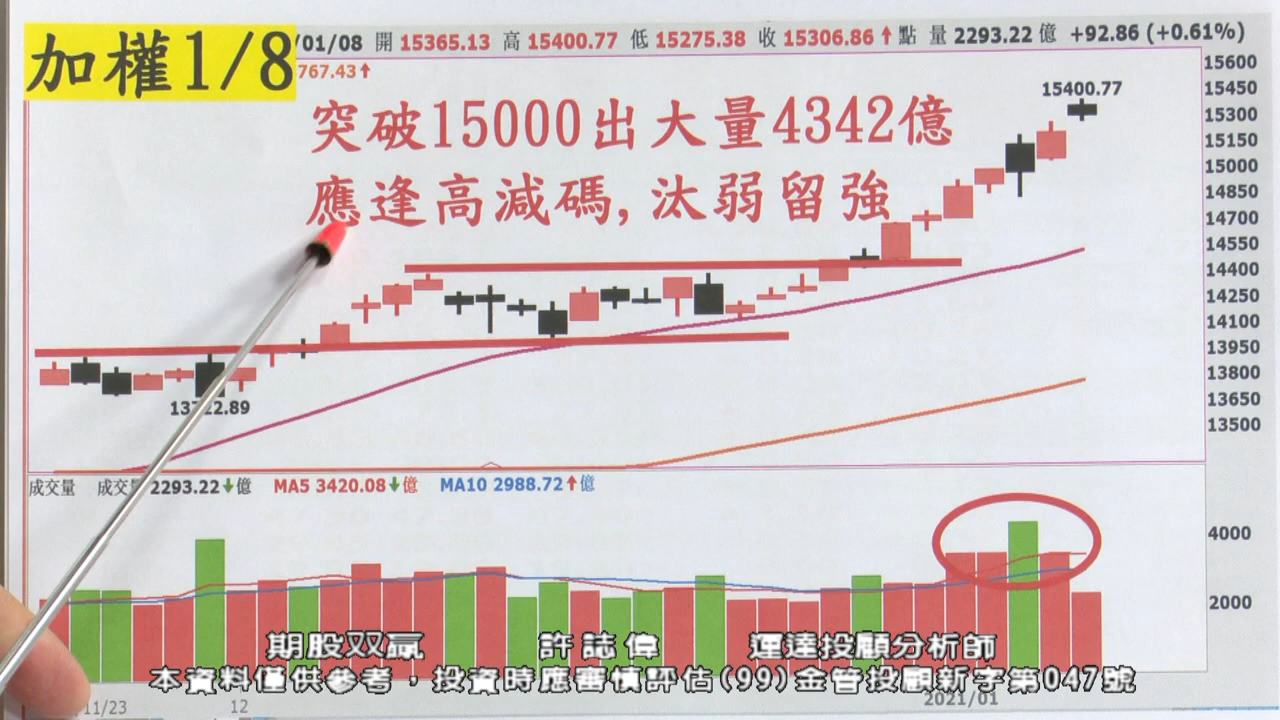 加權1/8
/01/08 開 15365.13 高 15400.77 低 15275.38 收 15306.86↑ 點 量 2293.22 億 +92.86 (+0.61%)
767.43↑
突破15000出大量4342億
應逢高減碼,汰弱留強
15400.77
15600
15450
15300
15150
15000
14850
14700
14550
14400
14250
14100
13950
13800
13650
13500
成交量 成交量 2293.22↓億 MA5 3420.08↓億 MA10 2988.72↑億
4000
2000
期股双贏 許誌偉 運達投顧分析師
本資料僅供參考,投資時應審慎評估(99)金管投顧新字第047號
11/23 12 2021/01